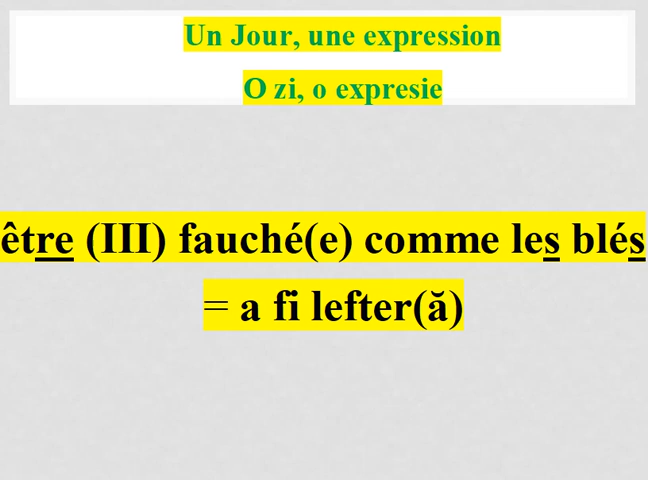 Un Jour, une expression
O zi, o expresie
être (III) fauché(e) comme les blés
= a fi lefter(ă)